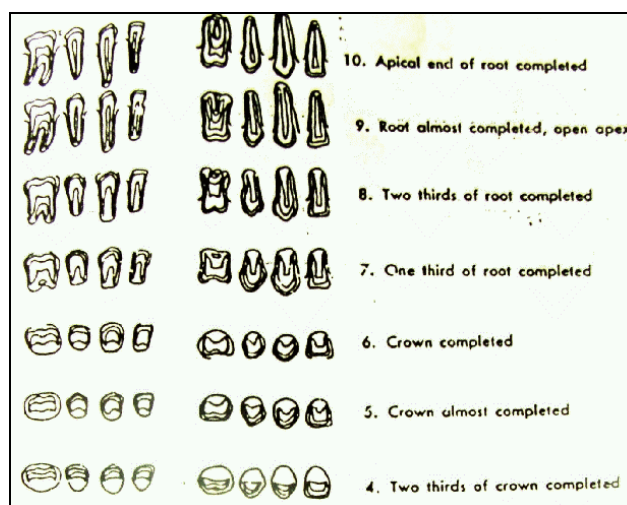 10. Apical end of root completed
9. Root almost completed, open apex
8. Two thirds of root completed
7. One third of root completed
6. Crown completed
5. Crown almost completed
4. Two thirds of crown completed